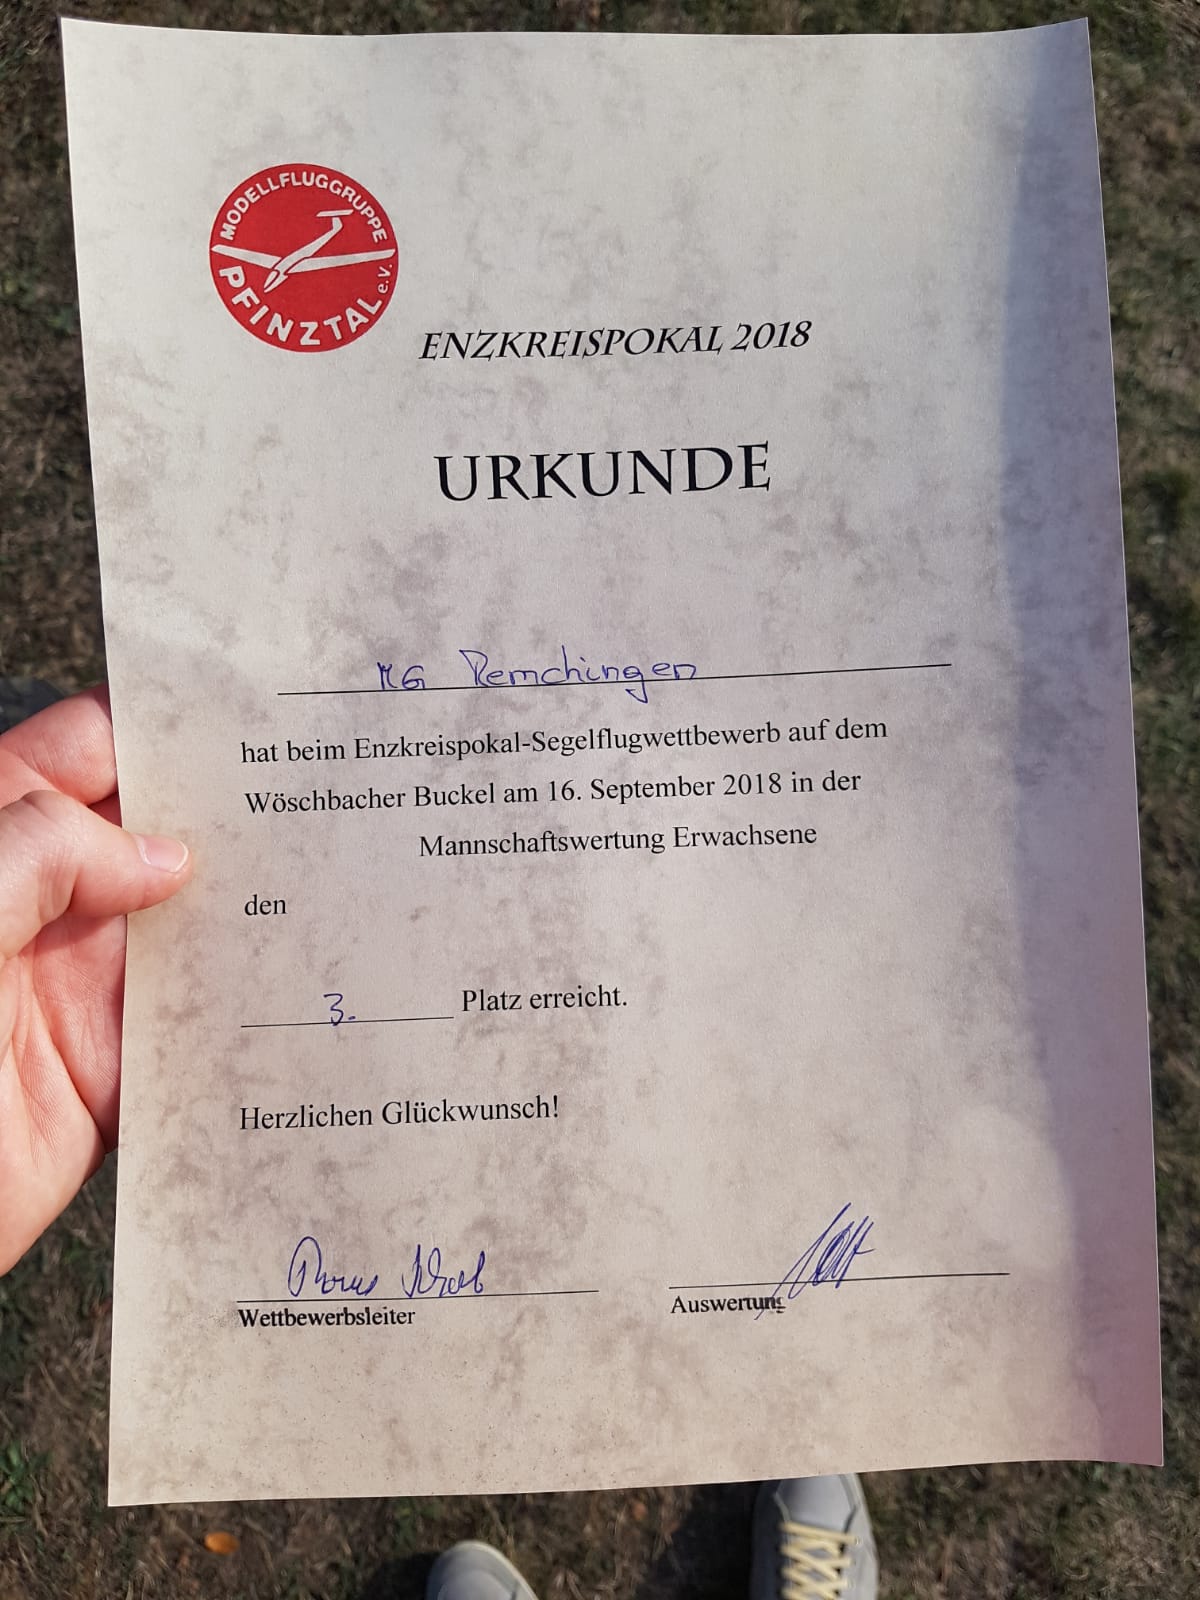 MODELLFLUGGRUPPE
PFINZTAL e.V.
ENZKREISPOKAL 2018
URKUNDE
MG Remchingen
hat beim Enzkreispokal-Segelflugwettbewerb auf dem
Wöschbacher Buckel am 16. September 2018 in der
Mannschaftswertung Erwachsene
den
3. Platz erreicht.
Herzlichen Glückwunsch!
Wettbewerbsleiter
Auswertung